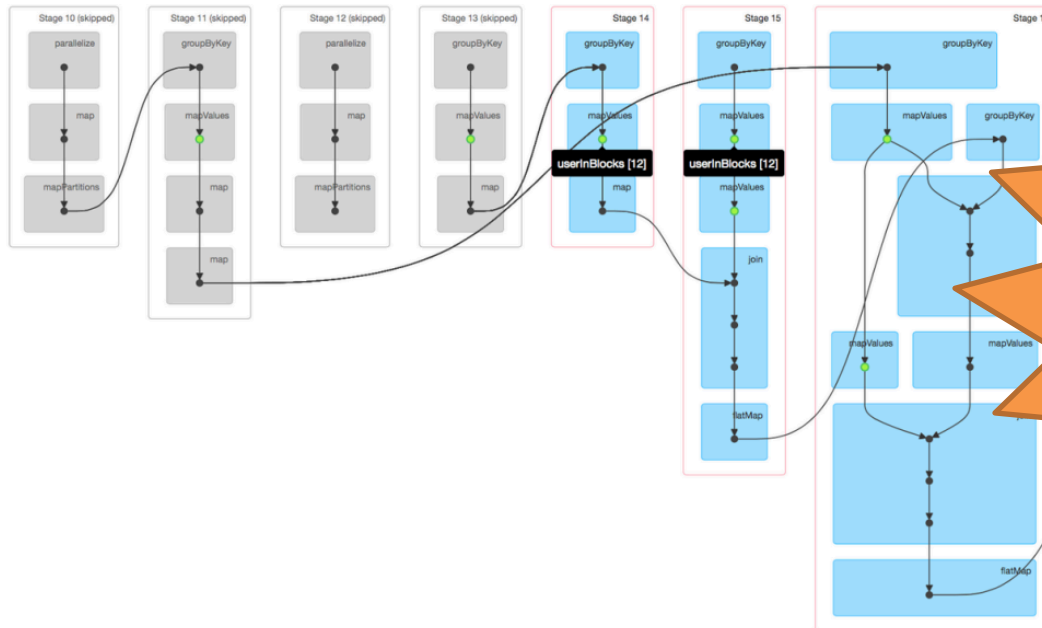 Stage 10 (skipped)
parallelize
map
mapPartitions
Stage 11 (skipped)
groupByKey
mapValues
map
map
Stage 12 (skipped)
parallelize
map
mapPartitions
Stage 13 (skipped)
groupByKey
mapValues
map
Stage 14
groupByKey
mapValues
userInBlocks [12]
map
Stage 15
groupByKey
mapValues
userInBlocks [12]
mapValues
join
flatMap
Stage 1
groupByKey
mapValues
groupByKey
mapValues
mapValues
flatMap